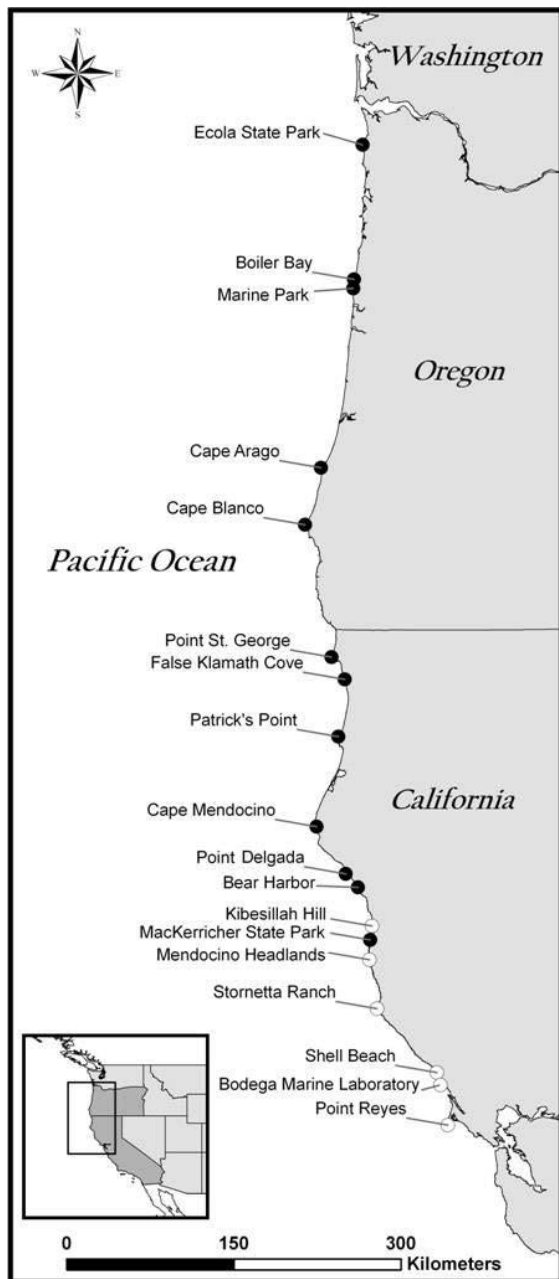 N
W E
S
Washington
Ecola State Park
Boiler Bay
Marine Park
Oregon
Cape Arago
Cape Blanco
Pacific Ocean
Point St. George
False Klamath Cove
Patrick's Point
California
Cape Mendocino
Point Delgada
Bear Harbor
Kibesillah Hill
MacKerricher State Park
Mendocino Headlands
Stornetta Ranch
Shell Beach
Bodega Marine Laboratory
Point Reyes
0 150 300
Kilometers